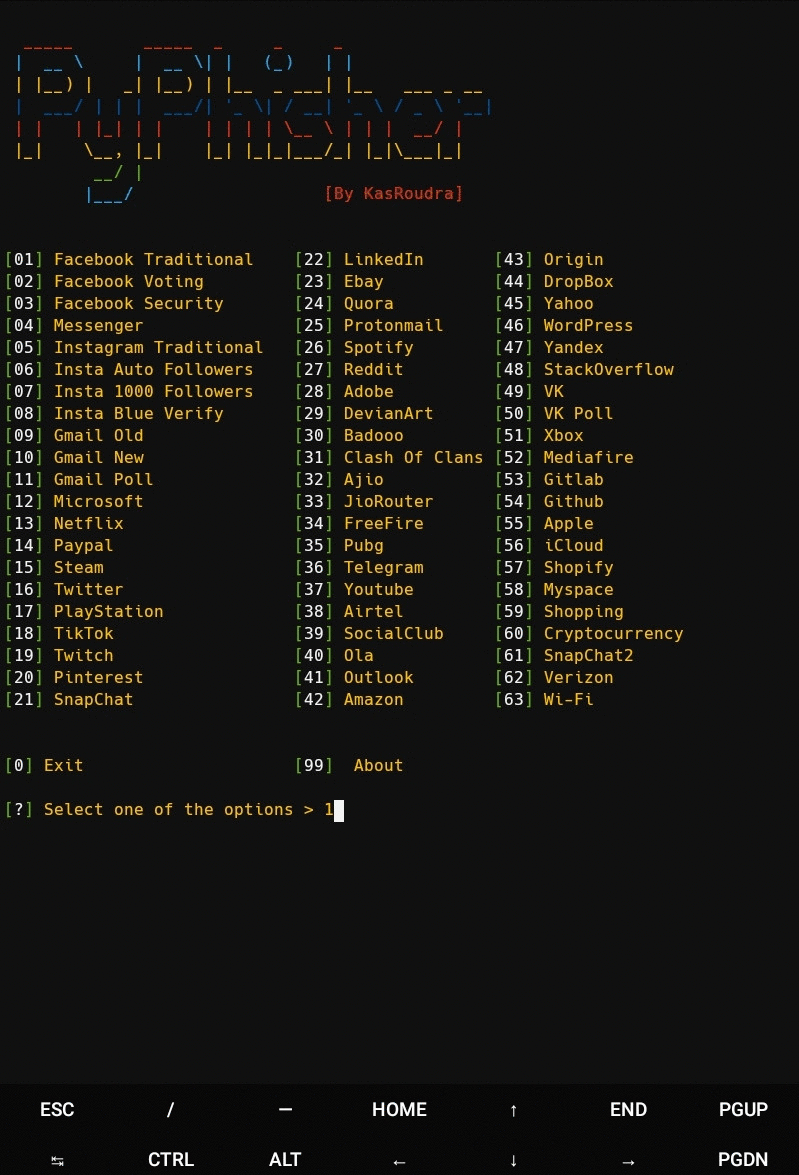 PyPhisher
[By KasRoudra]
[01] Facebook Traditional [22] LinkedIn [43] Origin
[02] Facebook Voting [23] Ebay [44] DropBox
[03] Facebook Security [24] Quora [45] Yahoo
[04] Messenger [25] Protonmail [46] WordPress
[05] Instagram Traditional [26] Spotify [47] Yandex
[06] Insta Auto Followers [27] Reddit [48] StackOverflow
[07] Insta 1000 Followers [28] Adobe [49] VK
[08] Insta Blue Verify [29] DevianArt [50] VK Poll
[09] Gmail Old [30] Badooo [51] Xbox
[10] Gmail New [31] Clash Of Clans [52] Mediafire
[11] Gmail Poll [32] Ajio [53] Gitlab
[12] Microsoft [33] JioRouter [54] Github
[13] Netflix [34] FreeFire [55] Apple
[14] Paypal [35] Pubg [56] iCloud
[15] Steam [36] Telegram [57] Shopify
[16] Twitter [37] Youtube [58] Myspace
[17] PlayStation [38] Airtel [59] Shopping
[18] TikTok [39] SocialClub [60] Cryptocurrency
[19] Twitch [40] Ola [61] SnapChat2
[20] Pinterest [41] Outlook [62] Verizon
[21] SnapChat [42] Amazon [63] Wi-Fi
[0] Exit [99] About
[?] Select one of the options > 1
ESC / — HOME ↑ END PGUP
↹ CTRL ALT ← ↓ → PGDN